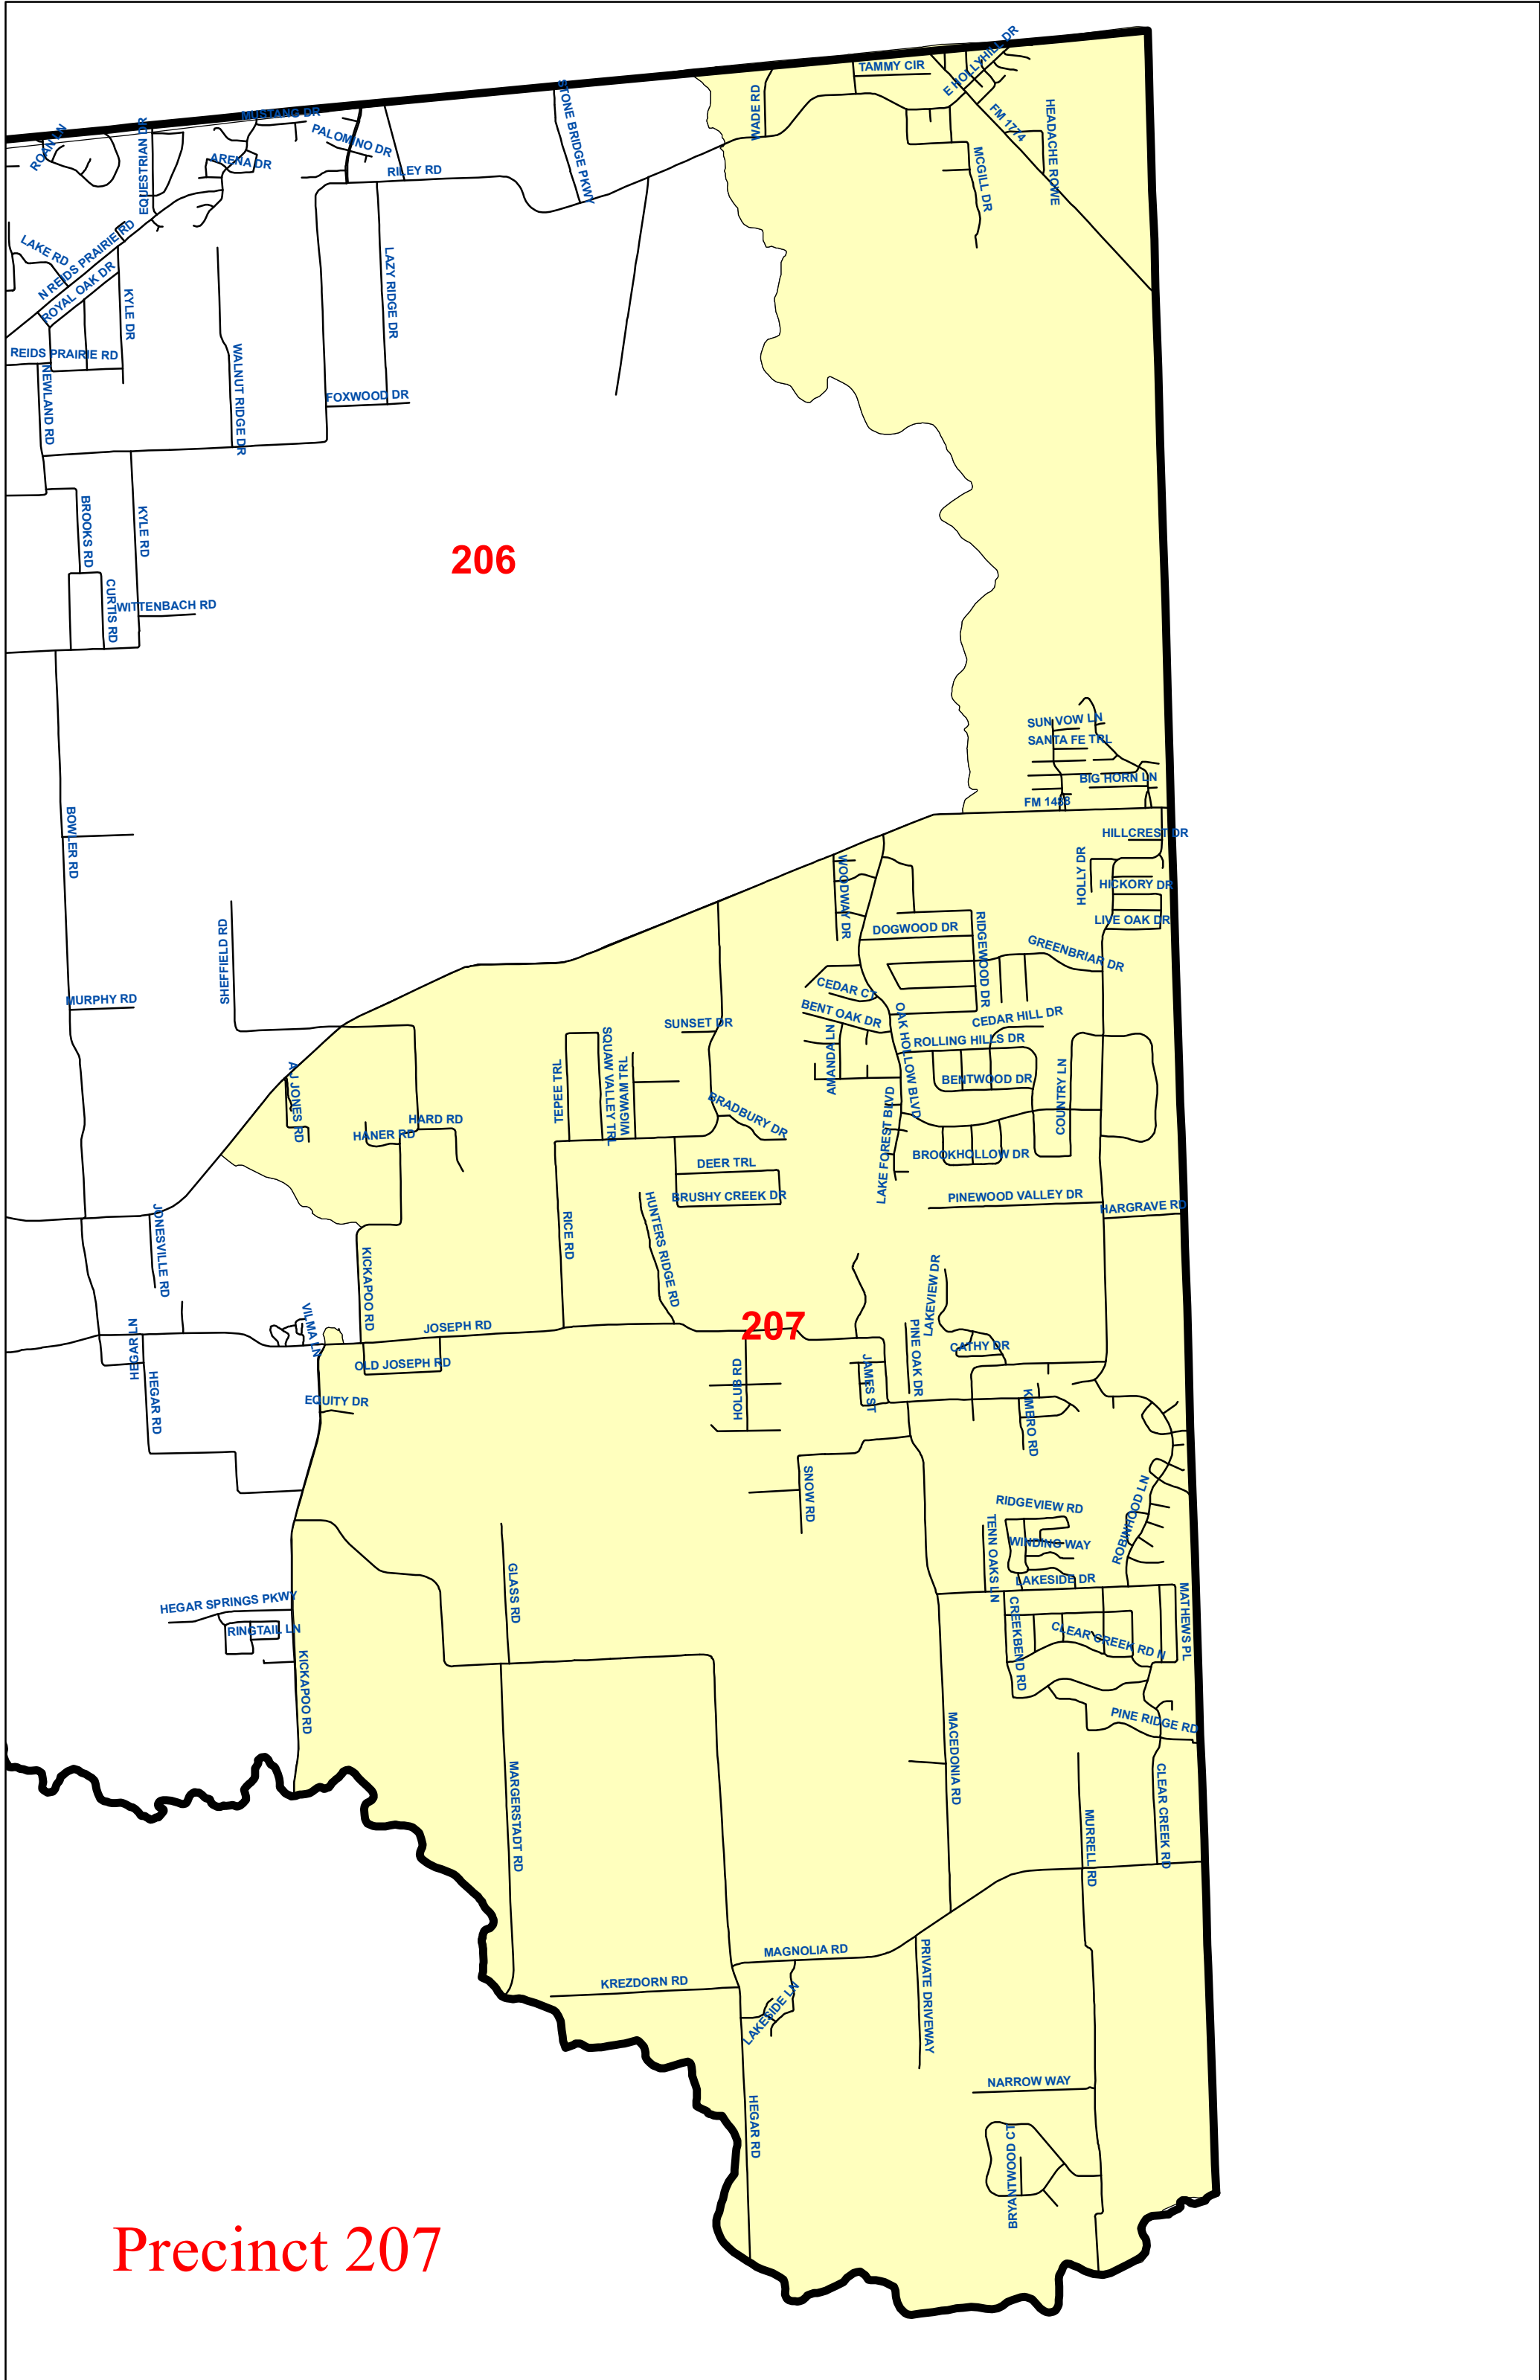 TAMMY CIR
E HOLLYHILL DR
WADE RD
FM 1774
HEADACHE ROWE
MCGILL DR
STONE BRIDGE PKWY
MUSTANG DR
PALOMINO DR
ROAN LN
EQUESTRIAN DR
ARENA DR
RILEY RD
LAKE RD
N REIDS PRAIRIE RD
ROYAL OAK DR
KYLE DR
LAZY RIDGE DR
REIDS PRAIRIE RD
NEWLAND RD
WALNUT RIDGE DR
FOXWOOD DR
BROOKS RD
KYLE RD
206
CURTIS RD
WITTENBACH RD
SUN VOW LN
SANTA FE TRL
BIG HORN LN
FM 1488
BOWLER RD
HILLCREST DR
HOLLY DR
HICKORY DR
WOODWAY DR
LIVE OAK DR
DOGWOOD DR
RIDGEWOOD DR
SHEFFIELD RD
GREENBRIAR DR
MURPHY RD
CEDAR CT
BENT OAK DR
SUNSET DR
OAK HOLLOW BLVD
CEDAR HILL DR
ROLLING HILLS DR
AMANDA LN
A J JONES RD
TEPEE TRL
SQUAW VALLEY TRL
WIGWAM TRL
BENTWOOD DR
COUNTRY LN
BRADBURY DR
HARD RD
HANER RD
LAKE FOREST BLVD
DEER TRL
BROOKHOLLOW DR
BRUSHY CREEK DR
PINEWOOD VALLEY DR
HARGRAVE RD
JONESVILLE RD
KICKAPOO RD
RICE RD
HUNTERS RIDGE RD
LAKEVIEW DR
VILMA LN
JOSEPH RD
207
HEGAR LN
HEGAR RD
OLD JOSEPH RD
HOLUB RD
JAMES ST
PINE OAK DR
CATHY DR
EQUITY DR
KIMBRO RD
SNOW RD
RIDGEVIEW RD
ROBINHOOD LN
TENN OAKS LN
WINDING WAY
LAKESIDE DR
GLASS RD
HEGAR SPRINGS PKWY
RINGTAIL LN
CREEKBEND RD
CLEAR CREEK RD N
MATHEWS PL
KICKAPOO RD
PINE RIDGE RD
MACEDONIA RD
MARGERSTADT RD
CLEAR CREEK RD
MURRELL RD
MAGNOLIA RD
KREZDORN RD
LAKESIDE LN
PRIVATE DRIVEWAY
NARROW WAY
HEGAR RD
BRYANTWOOD CT
Precinct 207